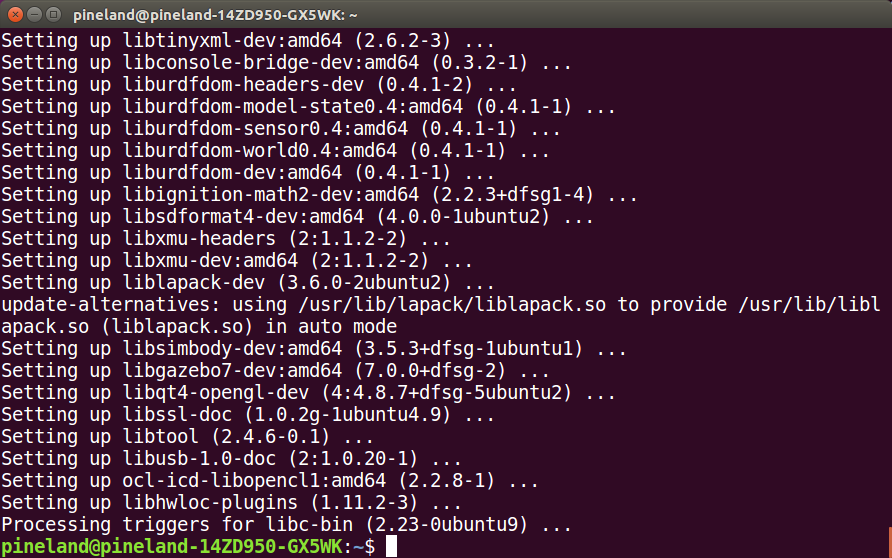 pineland@pineland-14ZD950-GX5WK: ~
Setting up libtinyxml-dev:amd64 (2.6.2-3) ...
Setting up libconsole-bridge-dev:amd64 (0.3.2-1) ...
Setting up liburdfdom-headers-dev (0.4.1-2) ...
Setting up liburdfdom-model-state0.4:amd64 (0.4.1-1) ...
Setting up liburdfdom-sensor0.4:amd64 (0.4.1-1) ...
Setting up liburdfdom-world0.4:amd64 (0.4.1-1) ...
Setting up liburdfdom-dev:amd64 (0.4.1-1) ...
Setting up libignition-math2-dev:amd64 (2.2.3+dfsg1-4) ...
Setting up libsdformat4-dev:amd64 (4.0.0-1ubuntu2) ...
Setting up libxmu-headers (2:1.1.2-2) ...
Setting up libxmu-dev:amd64 (2:1.1.2-2) ...
Setting up liblapack-dev (3.6.0-2ubuntu2) ...
update-alternatives: using /usr/lib/lapack/liblapack.so to provide /usr/lib/libl
apack.so (liblapack.so) in auto mode
Setting up libsimbody-dev:amd64 (3.5.3+dfsg-1ubuntu1) ...
Setting up libgazebo7-dev:amd64 (7.0.0+dfsg-2) ...
Setting up libqt4-opengl-dev (4:4.8.7+dfsg-5ubuntu2) ...
Setting up libssl-doc (1.0.2g-1ubuntu4.9) ...
Setting up libtool (2.4.6-0.1) ...
Setting up libusb-1.0-doc (2:1.0.20-1) ...
Setting up ocl-icd-libopencl1:amd64 (2.2.8-1) ...
Setting up libhwloc-plugins (1.11.2-3) ...
Processing triggers for libc-bin (2.23-0ubuntu9) ...
pineland@pineland-14ZD950-GX5WK:~$